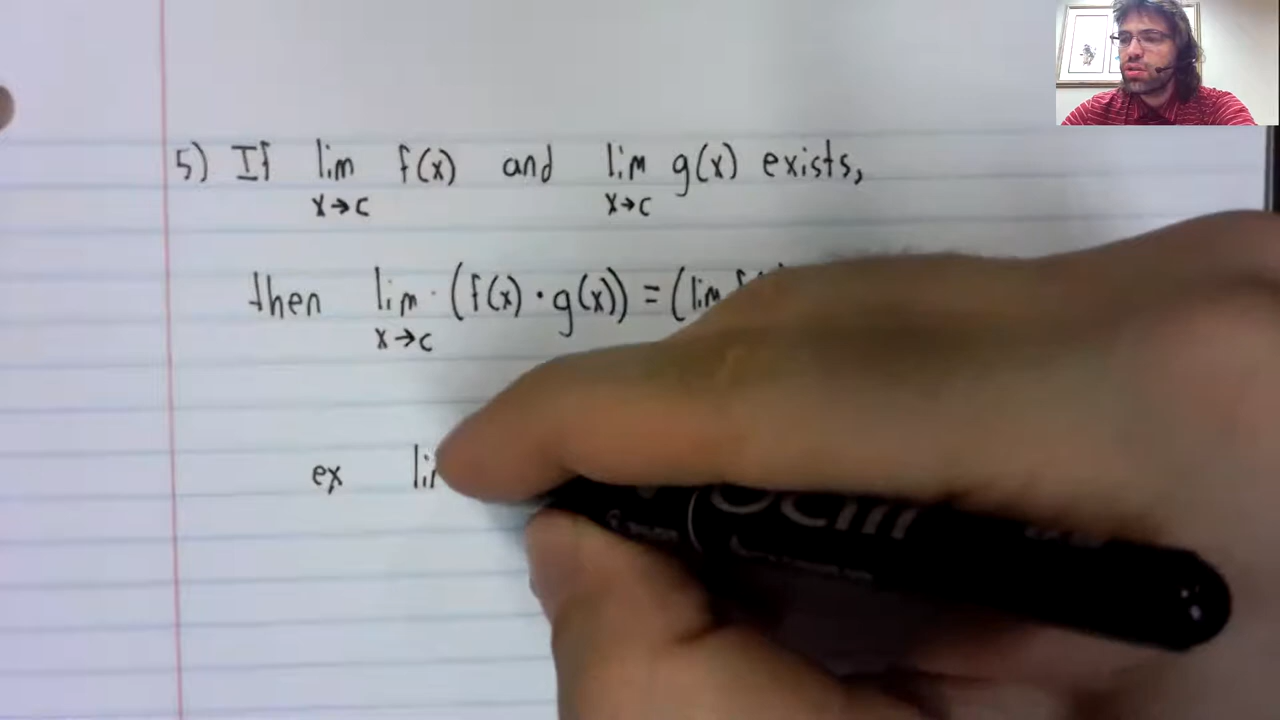 5) If lim f(x) and lim g(x) exists,
x→c x→c
then lim · (f(x) · g(x)) = (lim
x→c
ex